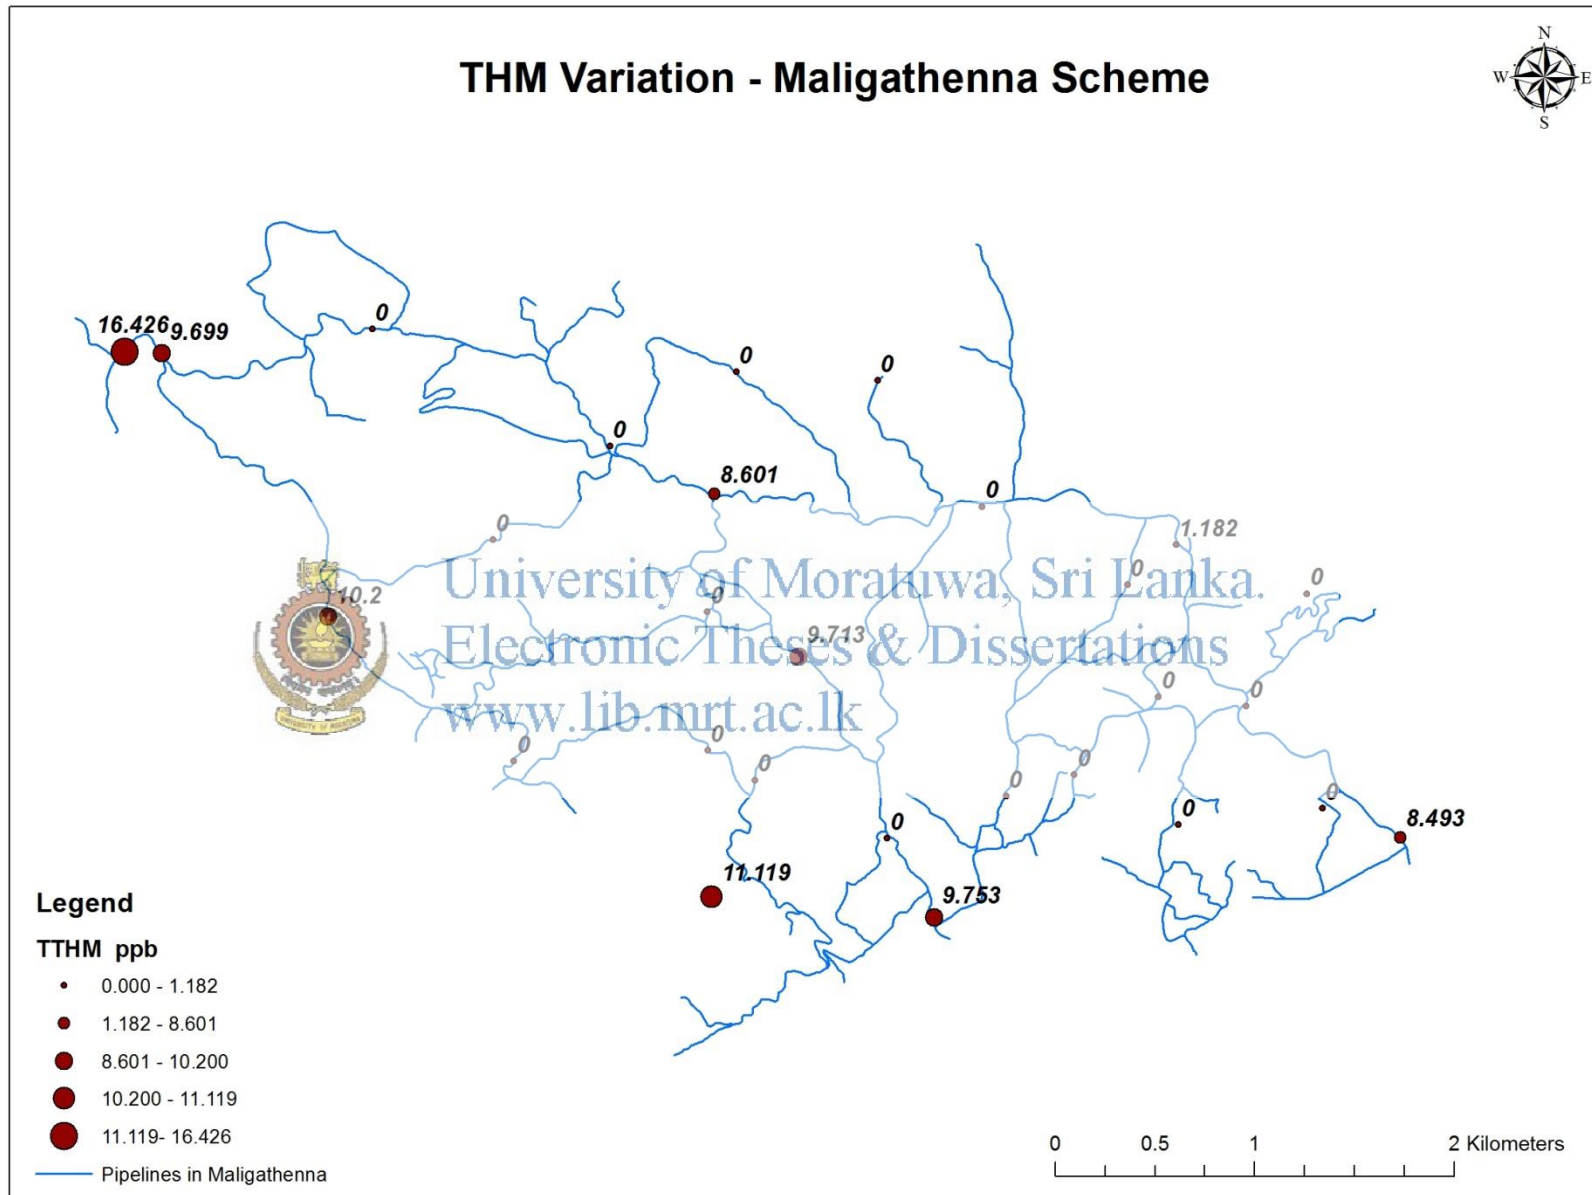 THM Variation - Maligathenna Scheme
N
W E
S
0
16.426 9.699
0
0
0
8.601
0
0
1.182
0
0
10.2
0
9.713
University of Moratuwa, Sri Lanka.
Electronic Theses & Dissertations
www.lib.mrt.ac.lk
0
0
0
0
0
0
0
0
0
0
8.493
11.119
9.753
UNIVERSITY OF MORATUWA
Legend
TTHM ppb
0.000 - 1.182
1.182 - 8.601
8.601 - 10.200
10.200 - 11.119
11.119- 16.426
Pipelines in Maligathenna
0 0.5 1 2 Kilometers